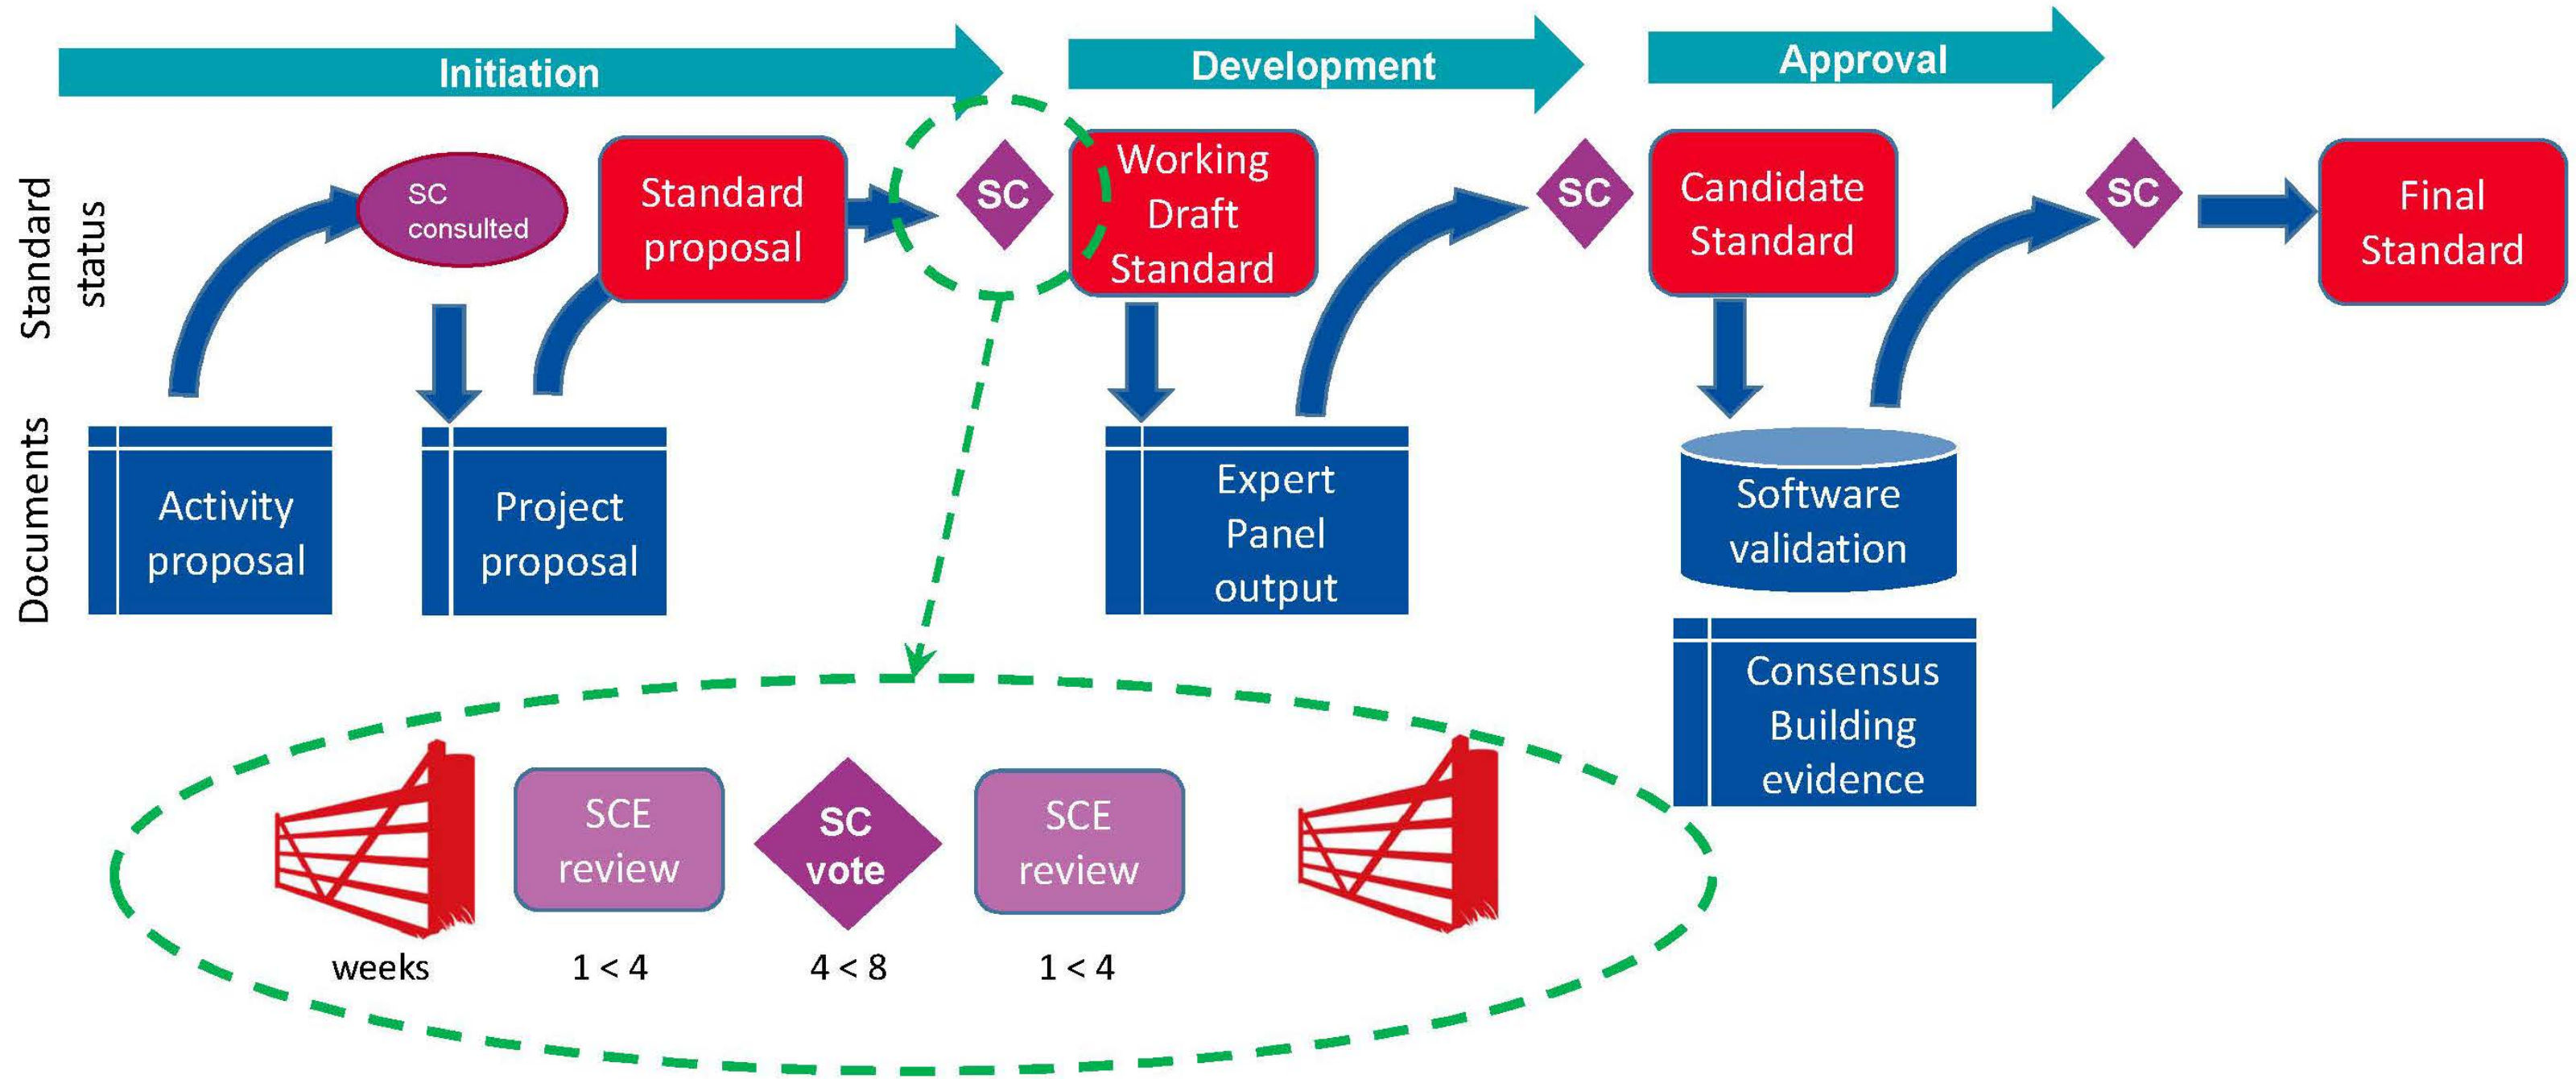 Initiation
Development
Approval
Standard
status
SC
consulted
Standard
proposal
SC
Working
Draft
Standard
SC
Candidate
Standard
SC
Final
Standard
Documents
Activity
proposal
Project
proposal
Expert
Panel
output
Software
validation
Consensus
Building
evidence
SCE
review
SC
vote
SCE
review
weeks
1 < 4
4 < 8
1 < 4